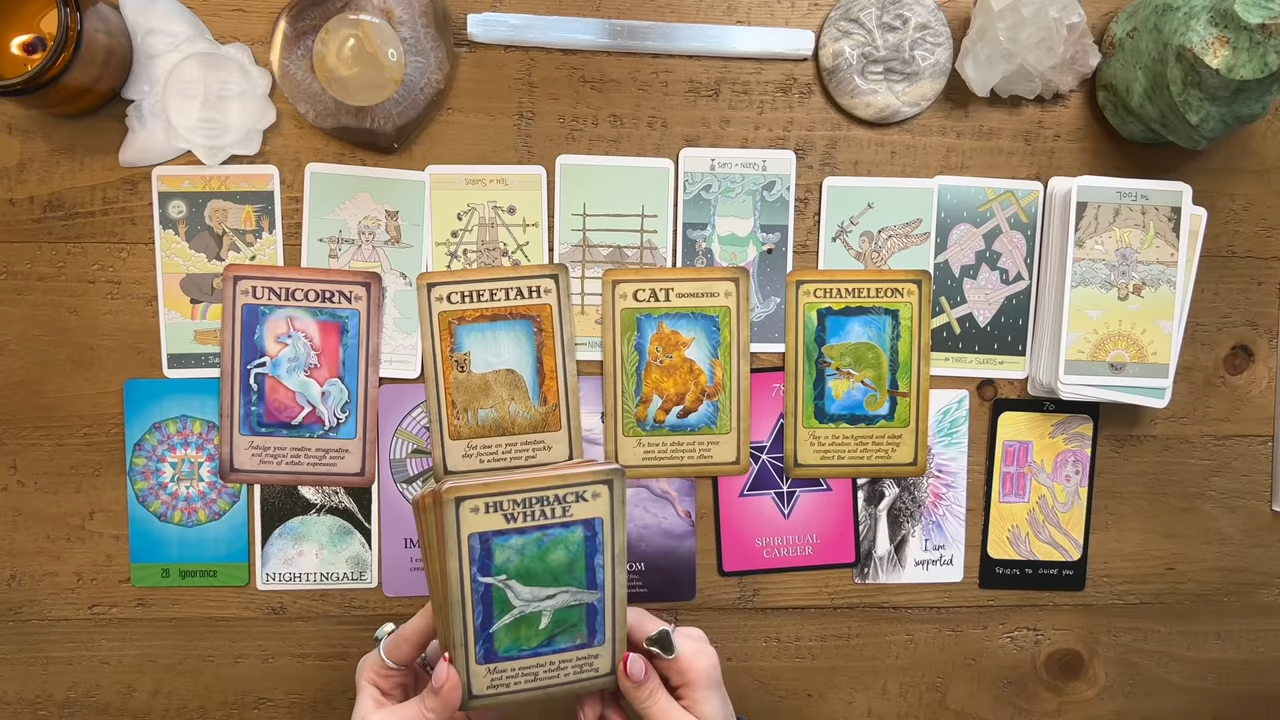 XX
TEN OF SWORDS
QUEEN OF CUPS
THE FOOL
THREE OF SWORDS
UNICORN
Indulge your creative, imaginative,
and magical side through some
form of artistic expression
CHEETAH
Get clear on your intention,
stay focused, and move quickly
to achieve your goal
CAT (DOMESTIC)
It's time to strike out on your
own and relinquish your
overdependency on others
CHAMELEON
Stay in the background and adapt
to the situation rather than being
conspicuous and attempting to
direct the course of events
HUMPBACK
WHALE
Music is essential to your healing
and well-being, whether singing,
playing an instrument, or listening
28 Ignorance
NIGHTINGALE
78
SPIRITUAL
CAREER
I am
supported
70
SPIRITS TO GUIDE YOU